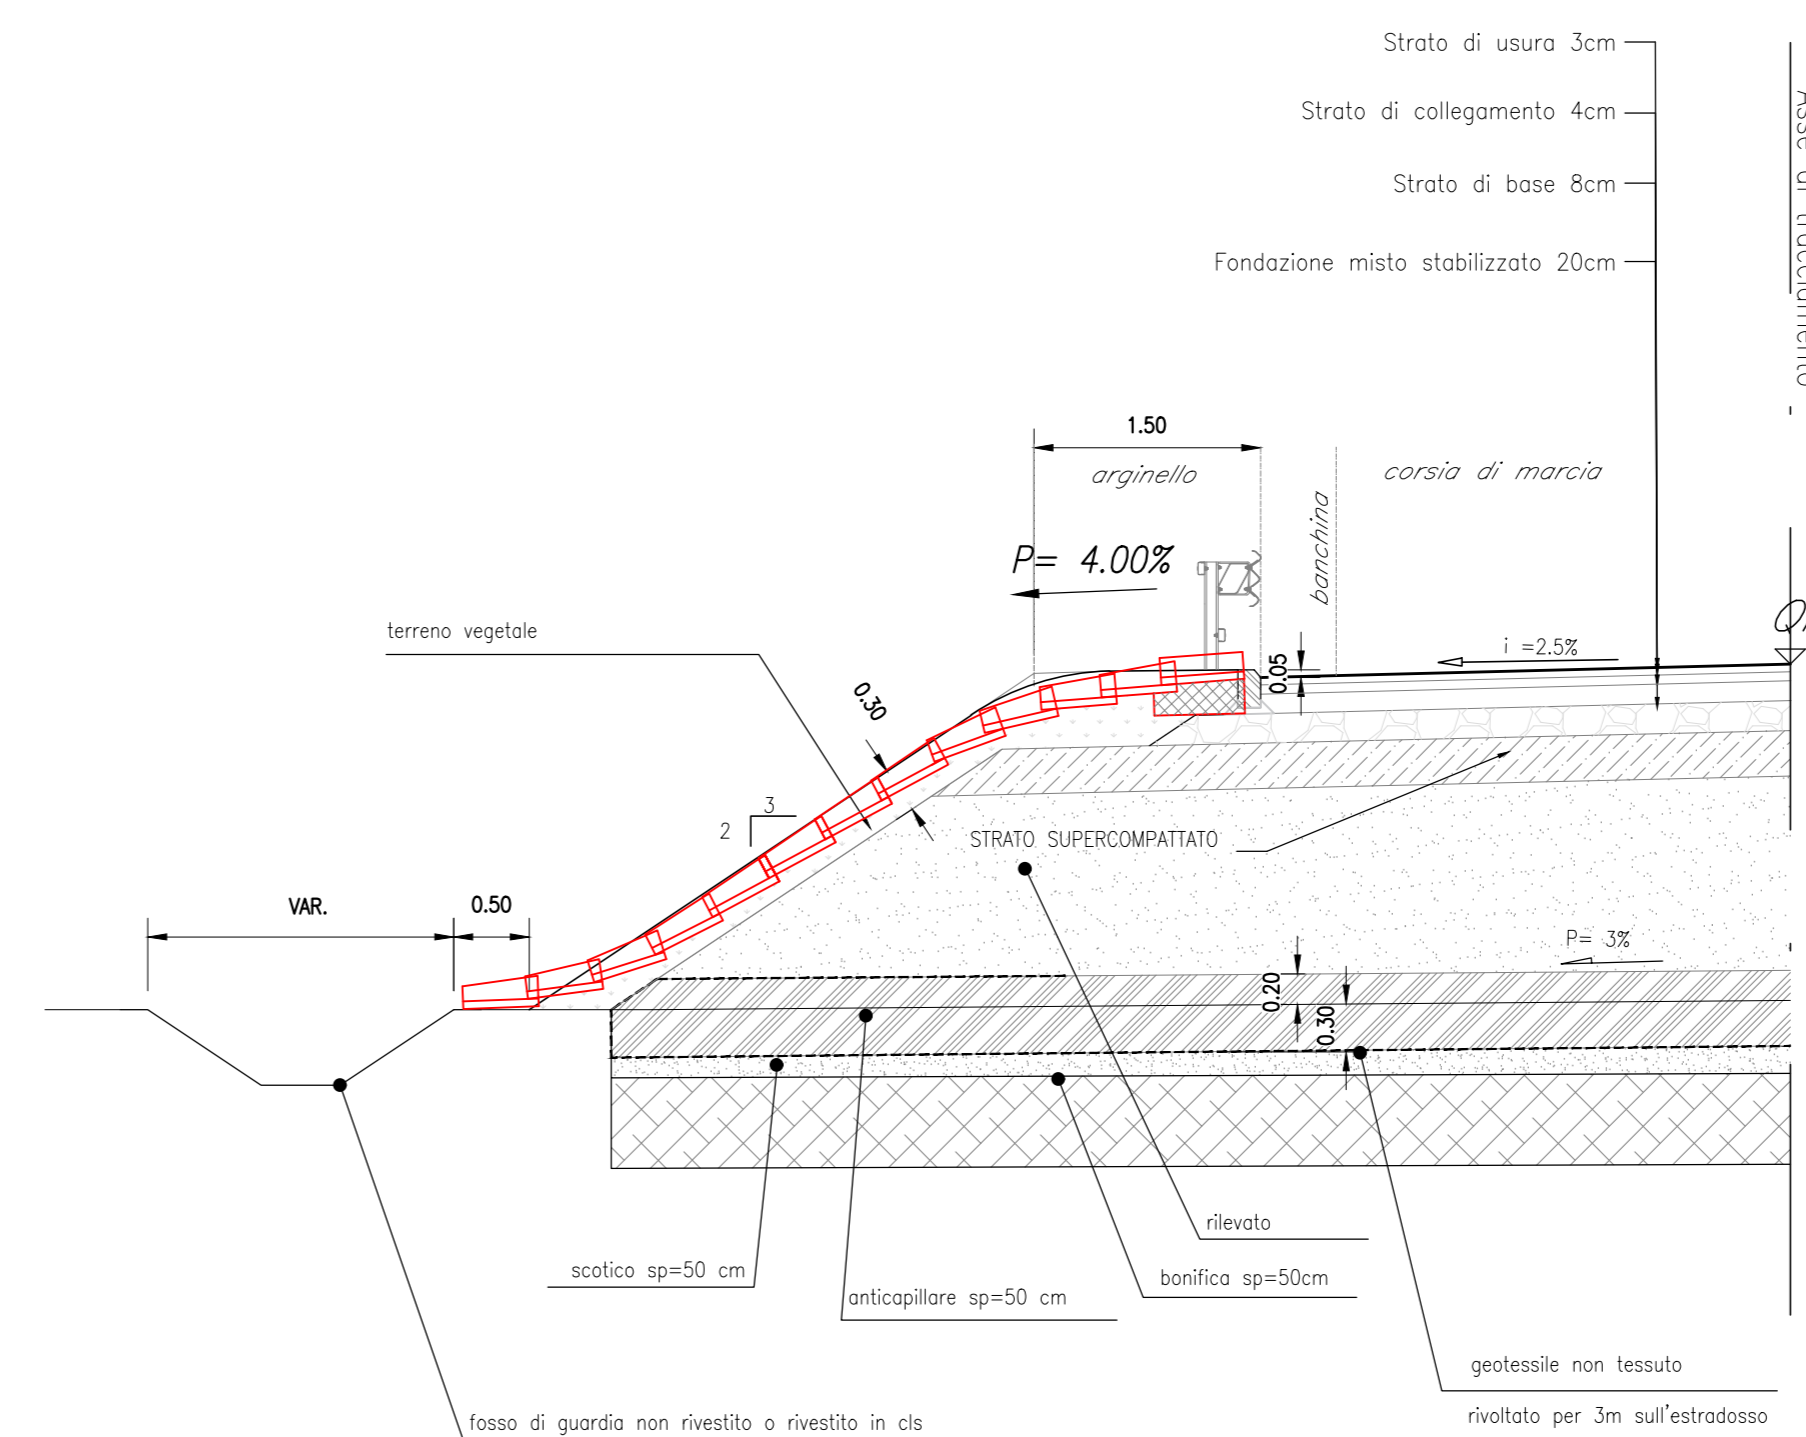 Strato di usura 3cm
Strato di collegamento 4cm
Strato di base 8cm
Fondazione misto stabilizzato 20cm
Asse di tracciamento
1.50
arginello
corsia di marcia
banchina
P= 4.00%
terreno vegetale
i =2.5%
0.05
0.30
3
2
STRATO SUPERCOMPATTATO
VAR.
0.50
P= 3%
0.20
0.30
rilevato
scotico sp=50 cm
anticapillare sp=50 cm
bonifica sp=50cm
geotessile non tessuto
rivoltato per 3m sull'estradosso
fosso di guardia non rivestito o rivestito in cls